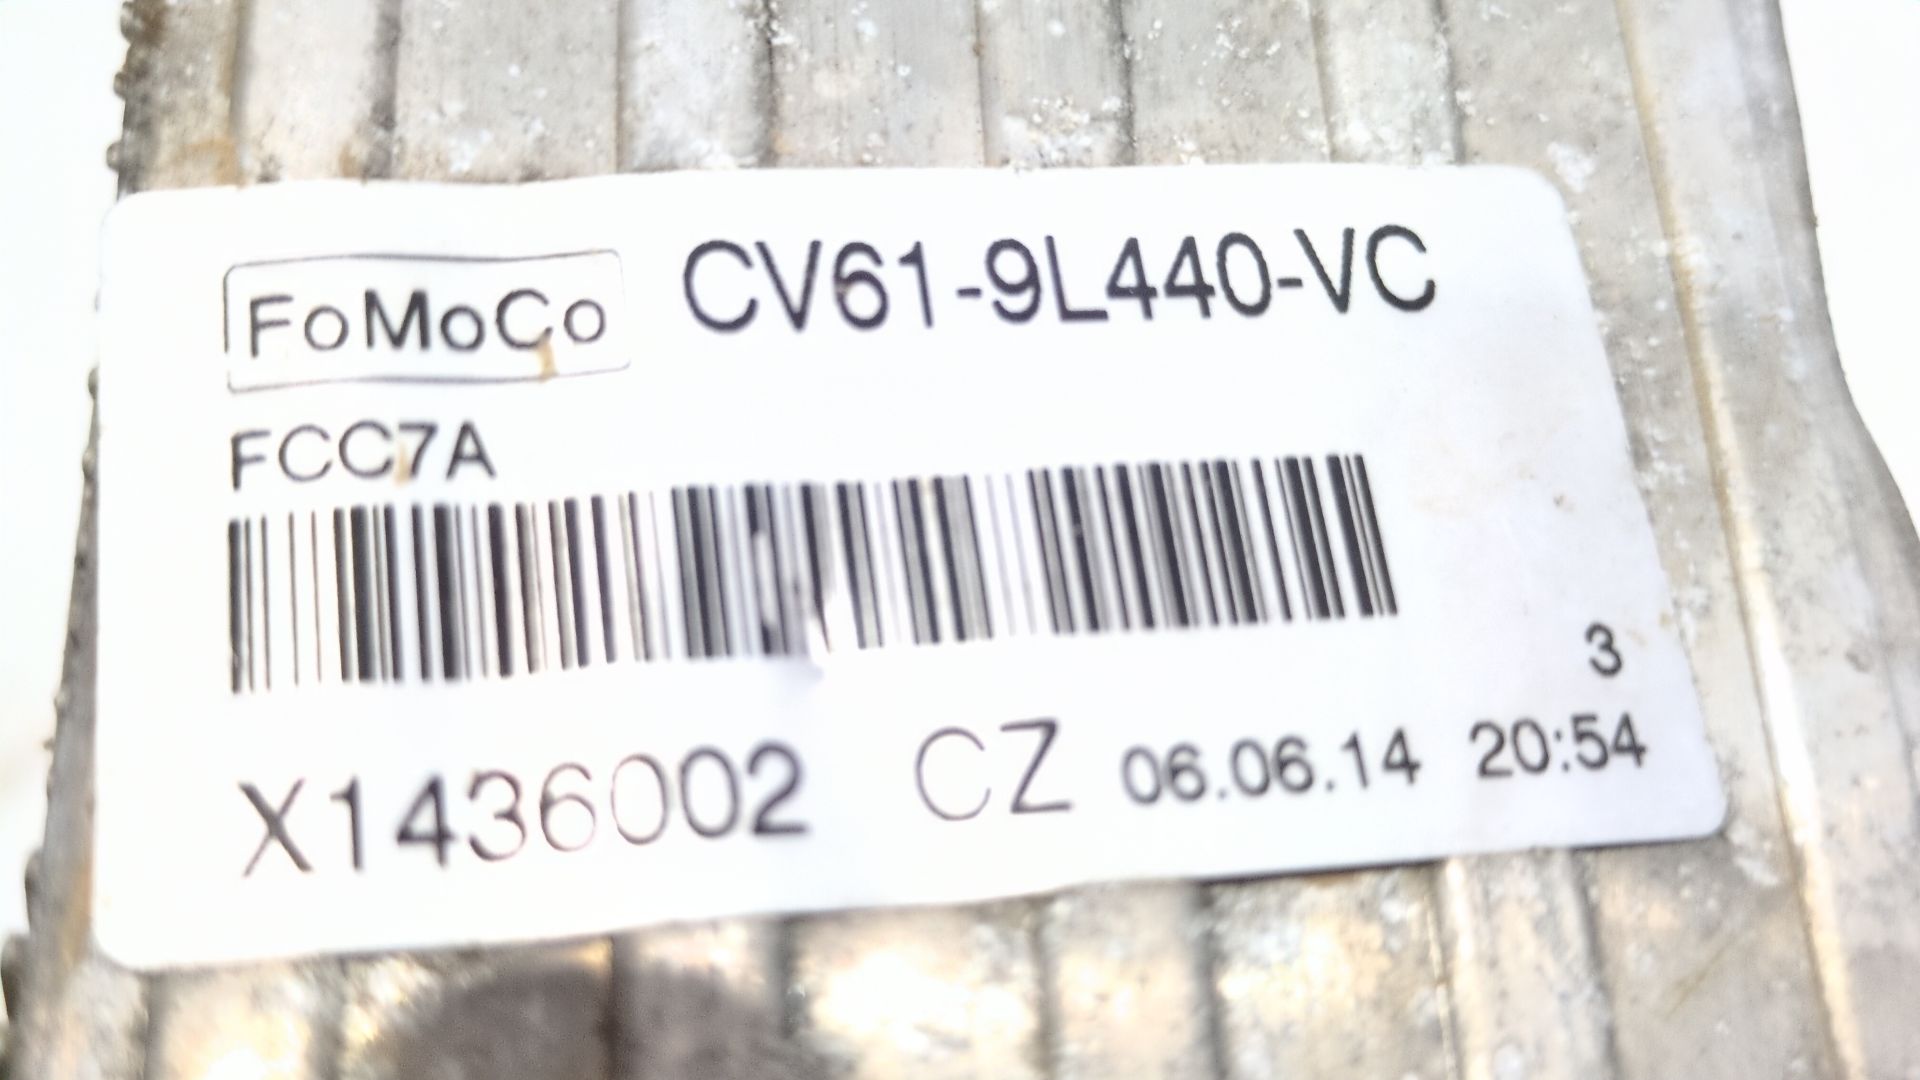 FoMoCo CV61-9L440-VC
FCC7A
3
X1436002 CZ 06.06.14 20:54